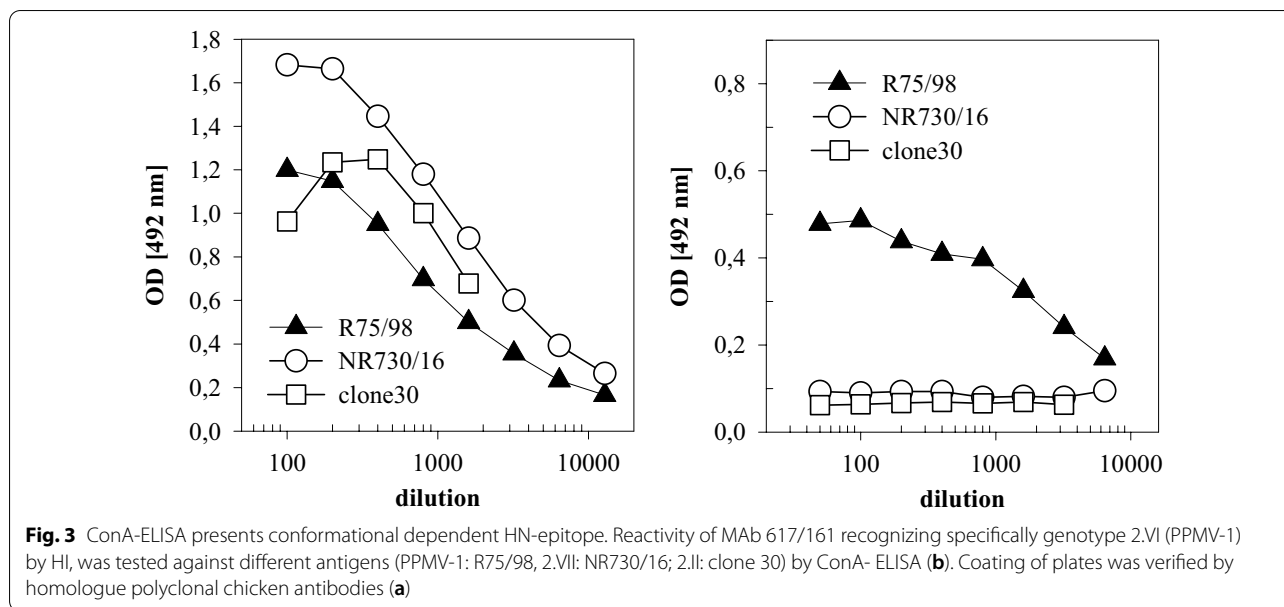 1,8
1,6
1,4
1,2
1,0
0,8
0,6
0,4
0,2
0,0
OD [492 nm]
R75/98
NR730/16
clone30
100 1000 10000
dilution
0,8
0,6
0,4
0,2
0,0
OD [492 nm]
R75/98
NR730/16
clone30
100 1000 10000
dilution
Fig. 3 ConA-ELISA presents conformational dependent HN-epitope. Reactivity of MAb 617/161 recognizing specifically genotype 2.VI (PPMV-1)
by HI, was tested against different antigens (PPMV-1: R75/98, 2.VII: NR730/16; 2.II: clone 30) by ConA- ELISA (b). Coating of plates was verified by
homologue polyclonal chicken antibodies (a)